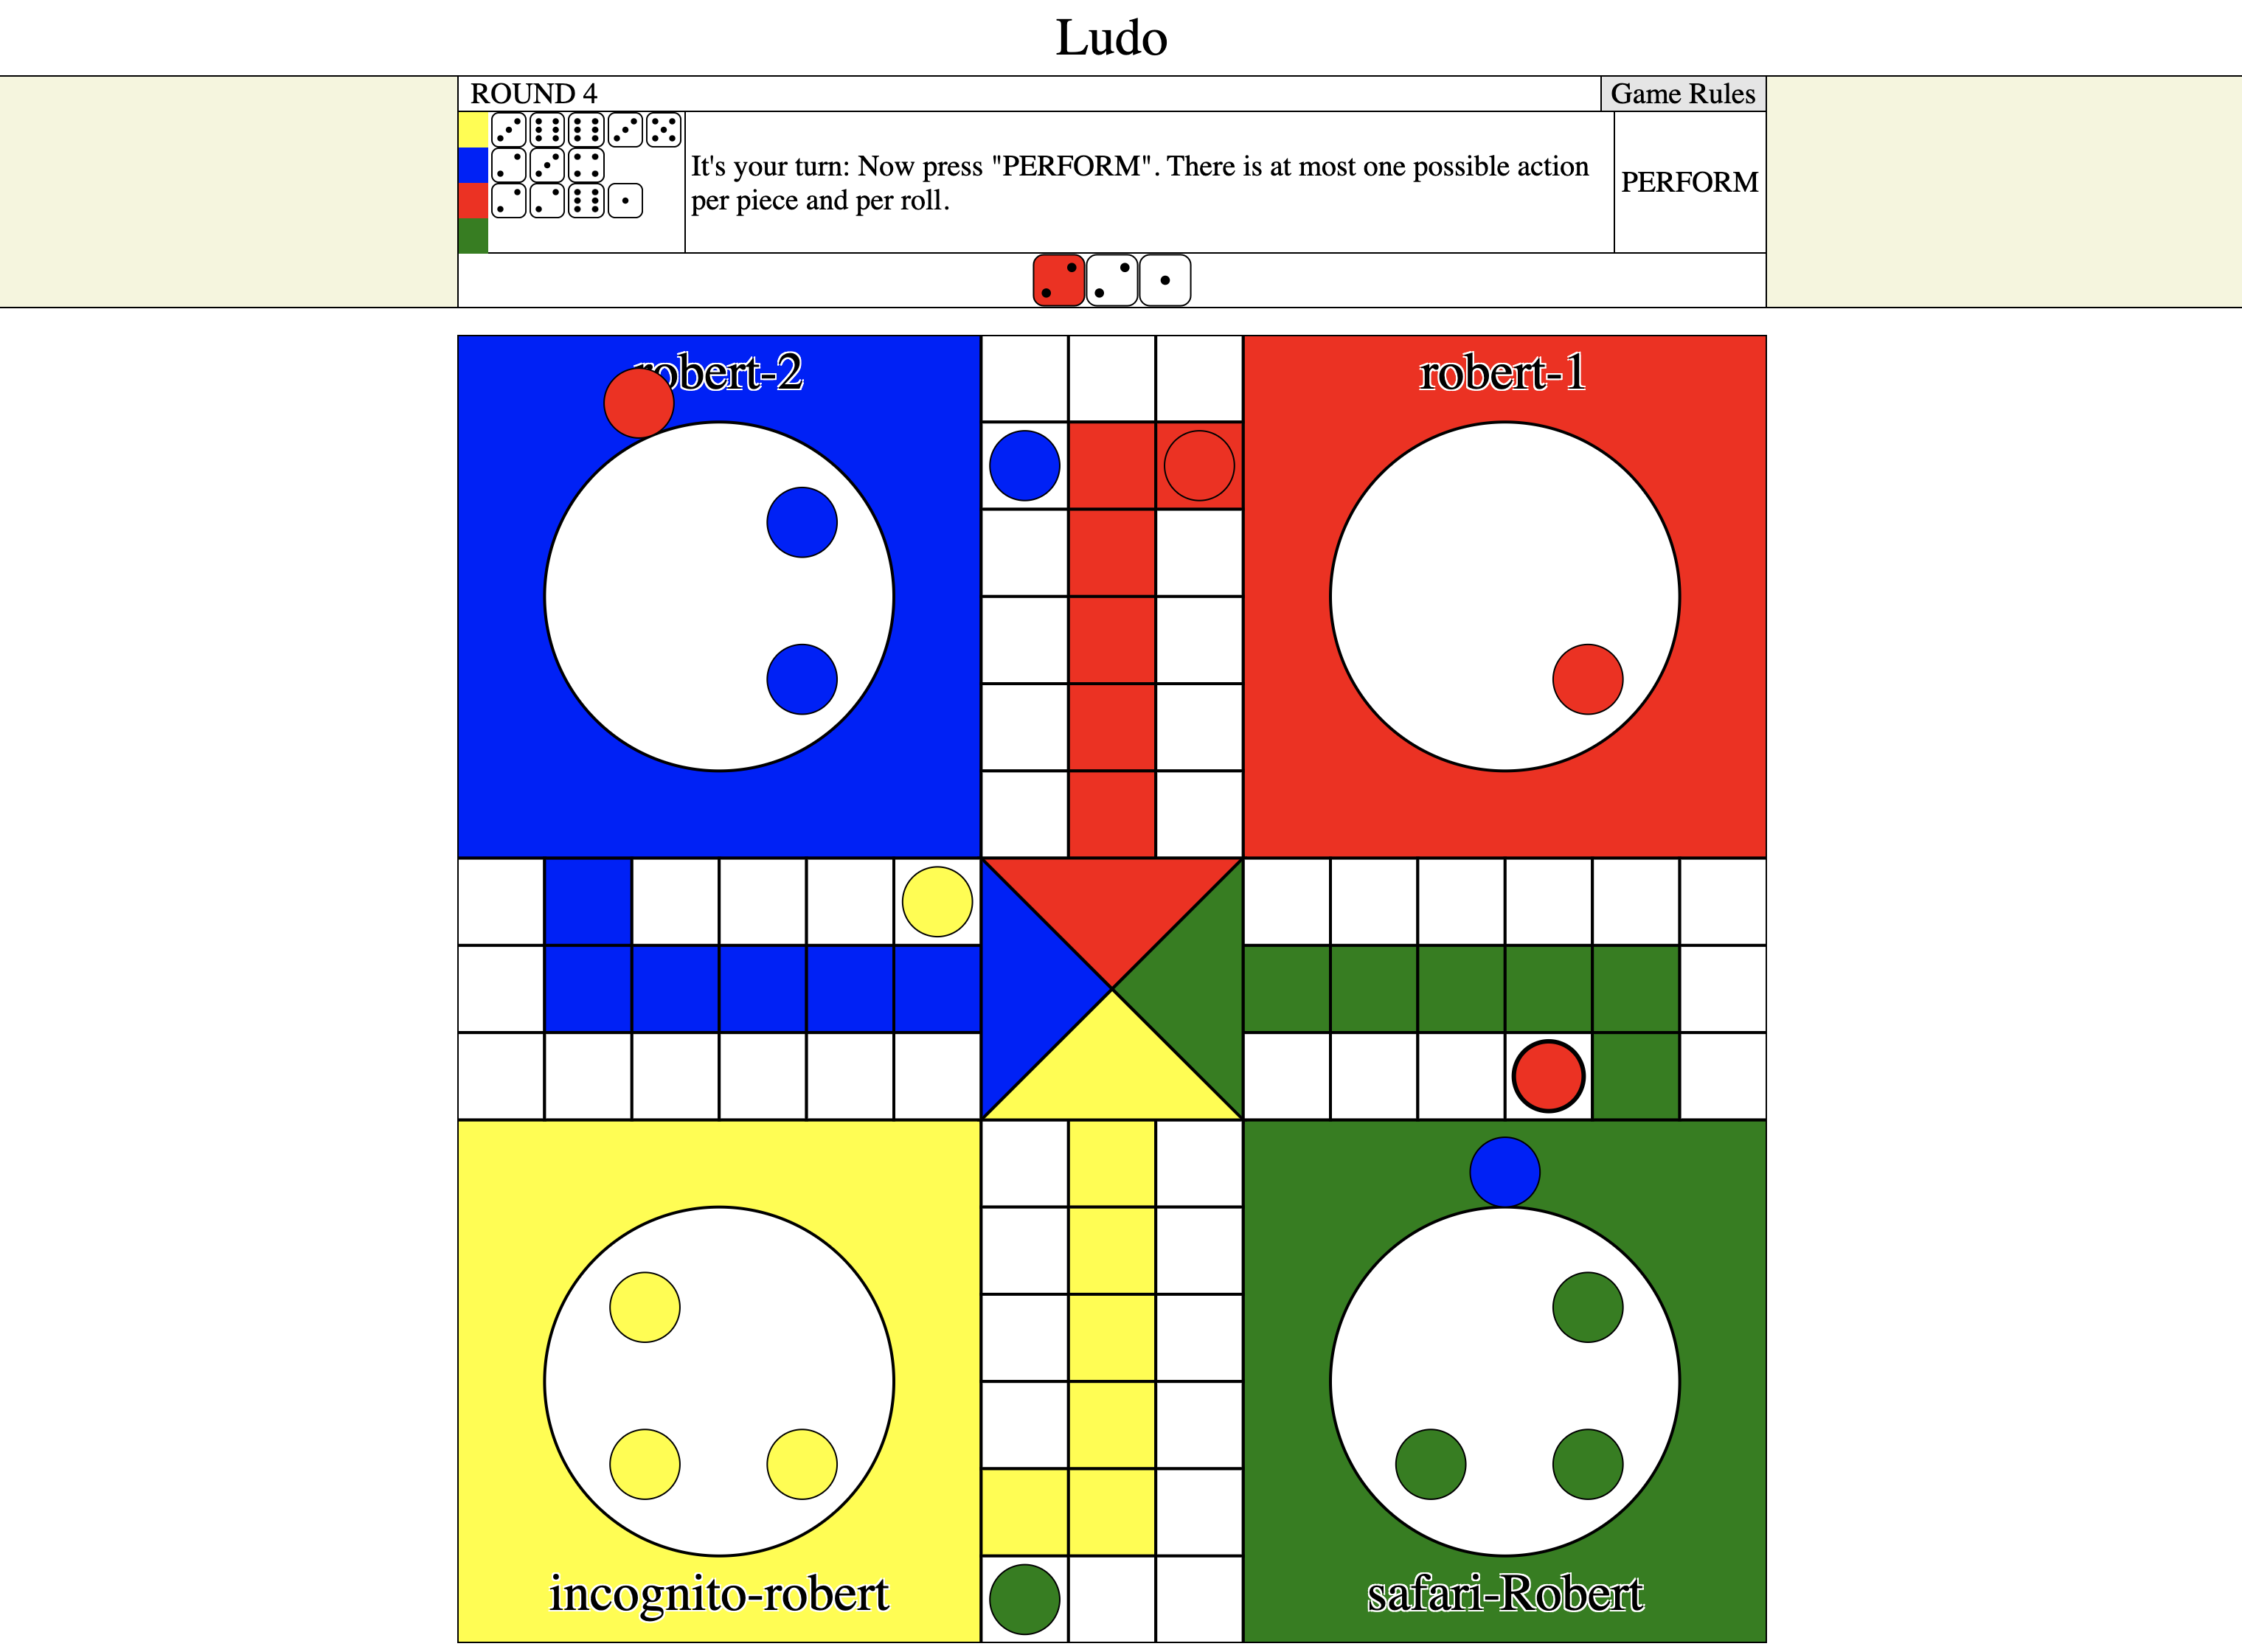 Ludo
ROUND 4
Game Rules
It's your turn: Now press "PERFORM". There is at most one possible action
per piece and per roll.
PERFORM
robert-2
robert-1
incognito-robert
safari-Robert